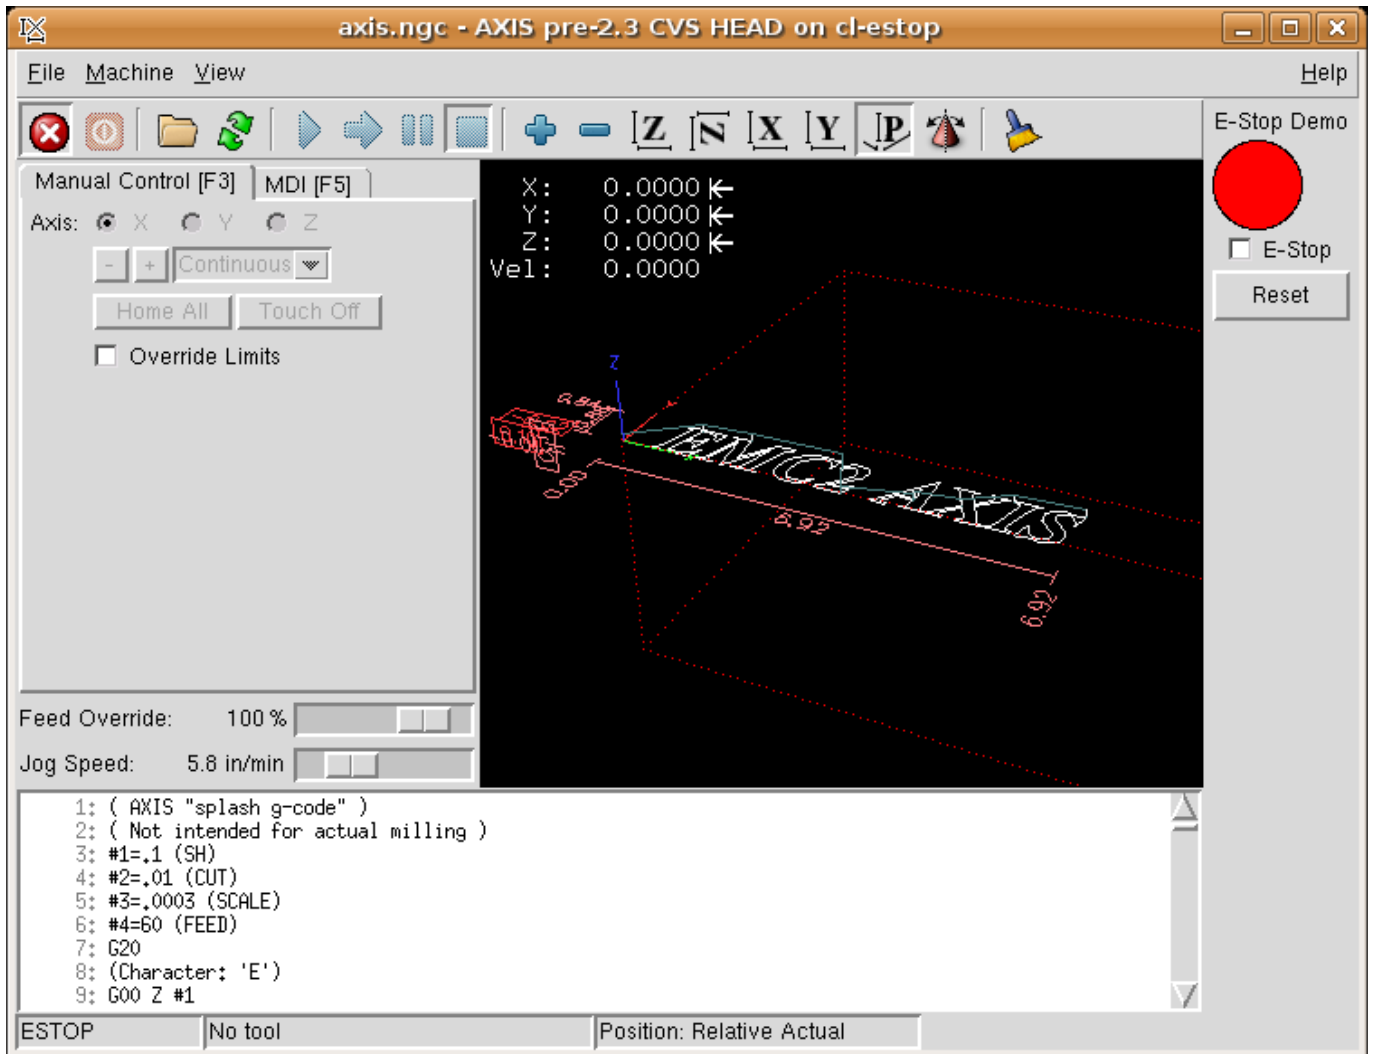 axis.ngc - AXIS pre-2.3 CVS HEAD on cl-estop
File Machine View Help
Z N X Y P
E-Stop Demo
E-Stop
Reset
Manual Control [F3] MDI [F5]
Axis: X Y Z
- + Continuous
Home All Touch Off
Override Limits
X: 0.0000
Y: 0.0000
Z: 0.0000
Vel: 0.0000
Z
0.00
EMC2 AXIS
6.92
6.92
Feed Override: 100 %
Jog Speed: 5.8 in/min
1: ( AXIS "splash g-code" )
2: ( Not intended for actual milling )
3: #1=.1 (SH)
4: #2=.01 (CUT)
5: #3=.0003 (SCALE)
6: #4=60 (FEED)
7: G20
8: (Character: 'E')
9: G00 Z #1
ESTOP No tool Position: Relative Actual